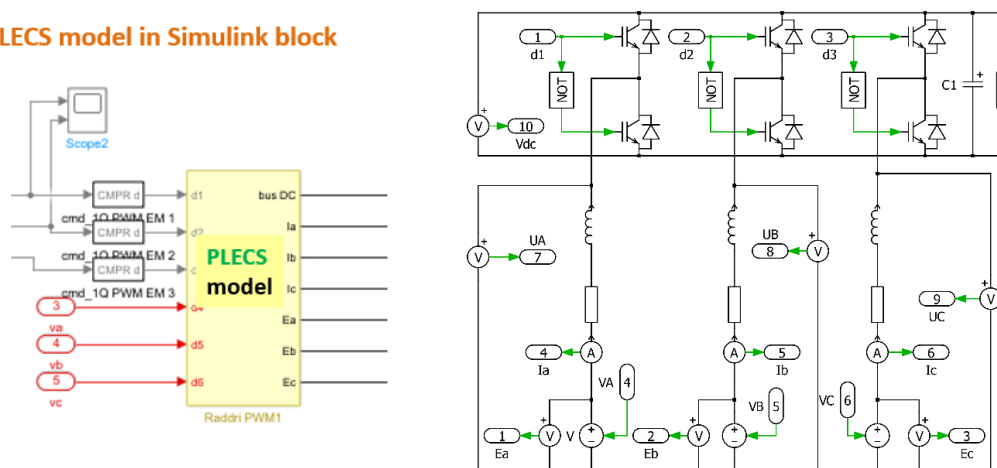 LECS model in Simulink block
Scope2
CMPR d
cmd_1Q PWM EM 1
CMPR d
cmd_1Q PWM EM 2
CMPR d
cmd_1Q PWM EM 3
3
va
4
vb
5
vc
d1
d2
d4
d5
d6
PLECS
model
bus DC
Ia
Ib
Ic
Ea
Eb
Ec
Raddri PWM1
1
d1
2
d2
3
d3
NOT
NOT
NOT
C1
+
+
V
10
Vdc
+
V
UA
7
UB
8
+
V
9
UC
+
V
A
4
Ia
A
5
Ib
A
6
Ic
VA
4
VB
5
VC
6
+
V
1
Ea
V
+
-
+
V
2
Eb
+
-
+
-
+
V
3
Ec